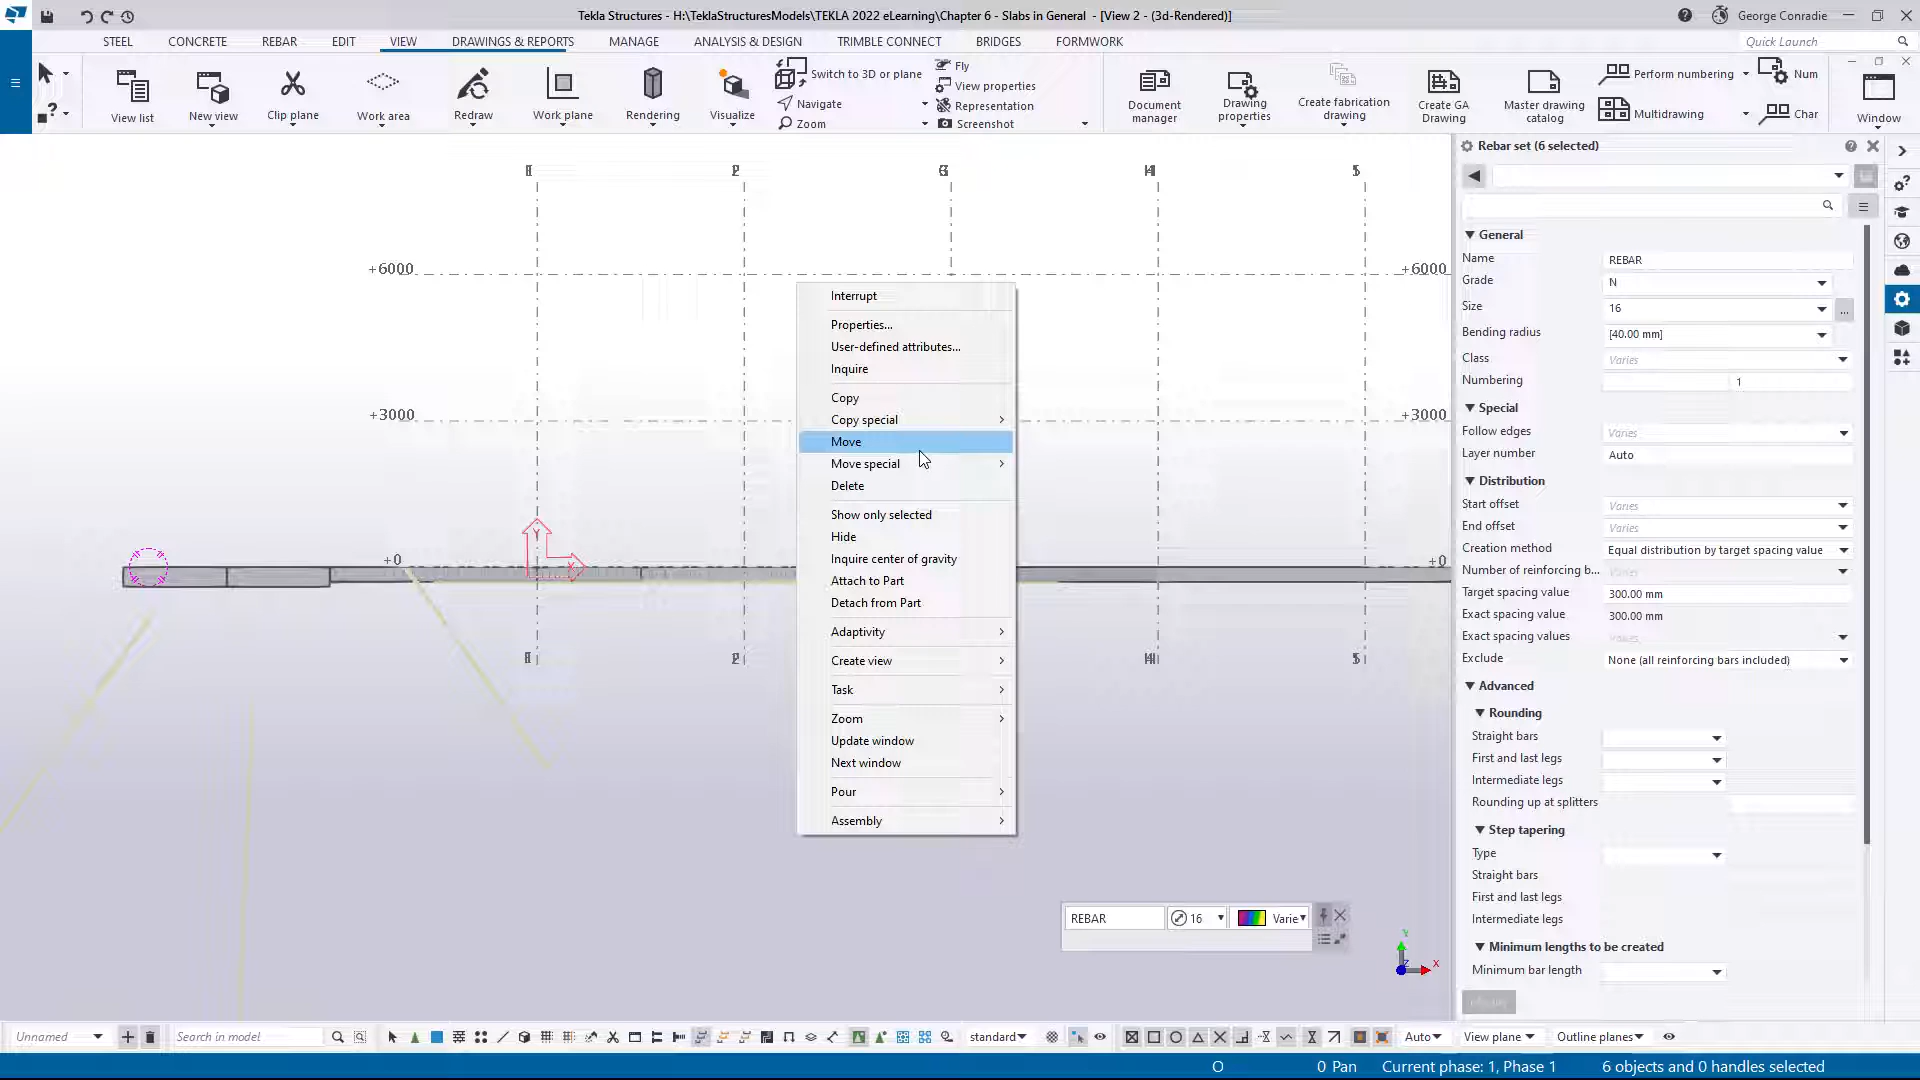 Tekla Structures - H:\TeklaStructuresModels\TEKLA 2022 eLearning\Chapter 6 - Slabs in General - [View 2 - (3d-Rendered)]
George Conradie
STEEL CONCRETE REBAR EDIT VIEW DRAWINGS & REPORTS MANAGE ANALYSIS & DESIGN TRIMBLE CONNECT BRIDGES FORMWORK
Quick Launch
View list
New view
Clip plane
Work area
Redraw
Work plane
Rendering
Visualize
Switch to 3D or plane
Navigate
Zoom
Fly
View properties
Representation
Screenshot
Document manager
Drawing properties
Create fabrication drawing
Create GA Drawing
Master drawing catalog
Perform numbering
Multidrawing
Num
Char
Window
2
5
+6000
+6000
+3000
+3000
+0
+0
Y
X
2
5
Interrupt
Properties...
User-defined attributes...
Inquire
Copy
Copy special
Move
Move special
Delete
Show only selected
Hide
Inquire center of gravity
Attach to Part
Detach from Part
Adaptivity
Create view
Task
Zoom
Update window
Next window
Pour
Assembly
REBAR 16 Varie
Y
Z
X
Rebar set (6 selected)
General
Name REBAR
Grade N
Size 16 ...
Bending radius [40.00 mm]
Class Varies
Numbering 1
Special
Follow edges Varies
Layer number Auto
Distribution
Start offset Varies
End offset Varies
Creation method Equal distribution by target spacing value
Number of reinforcing b... Varies
Target spacing value 300.00 mm
Exact spacing value 300.00 mm
Exact spacing values Varies
Exclude None (all reinforcing bars included)
Advanced
Rounding
Straight bars
First and last legs
Intermediate legs
Rounding up at splitters
Step tapering
Type
Straight bars
First and last legs
Intermediate legs
Minimum lengths to be created
Minimum bar length
Modify
Unnamed
Search in model
standard
Auto
View plane
Outline planes
O 0 Pan Current phase: 1, Phase 1 6 objects and 0 handles selected